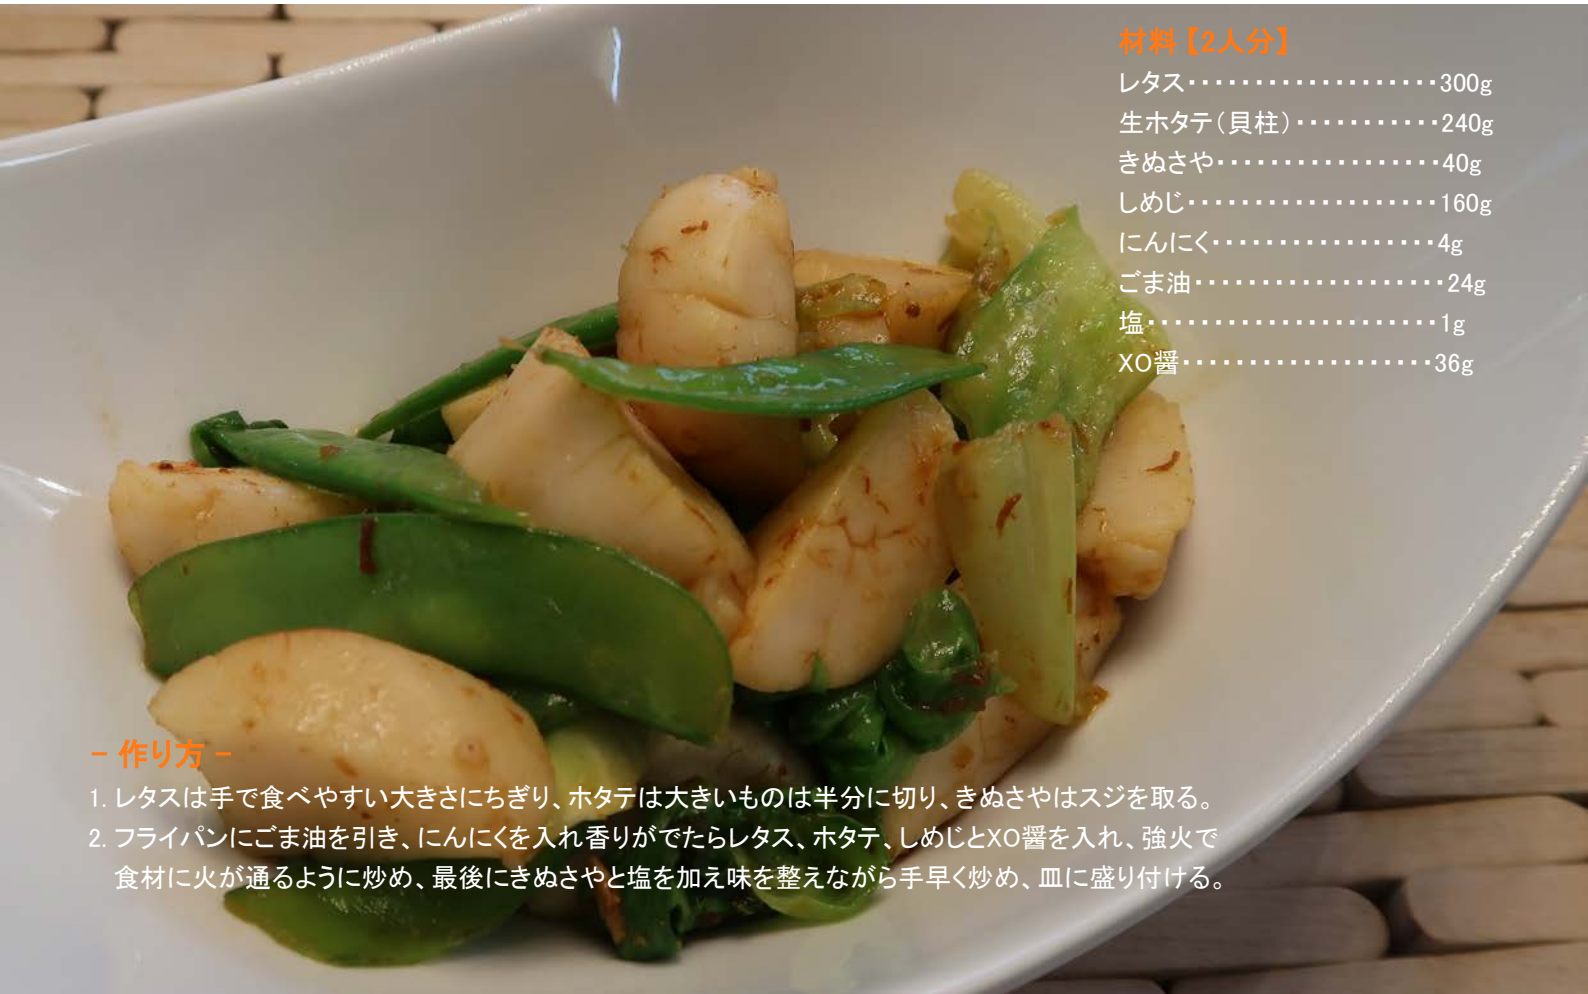 材料【2人分】
レタス・・・・・・・・・・・・・・・・・・・300g
生ホタテ（貝柱）・・・・・・・・・・・240g
きぬさや・・・・・・・・・・・・・・・・・40g
しめじ・・・・・・・・・・・・・・・・・・・160g
にんにく・・・・・・・・・・・・・・・・・4g
ごま油・・・・・・・・・・・・・・・・・・・24g
塩・・・・・・・・・・・・・・・・・・・・・・1g
XO醤・・・・・・・・・・・・・・・・・・・36g
− 作り方 −
1. レタスは手で食べやすい大きさにちぎり、ホタテは大きいものは半分に切り、きぬさやはスジを取る。
2. フライパンにごま油を引き、にんにくを入れ香りがでたらレタス、ホタテ、しめじとXO醤を入れ、強火で
食材に火が通るように炒め、最後にきぬさやと塩を加え味を整えながら手早く炒め、皿に盛り付ける。